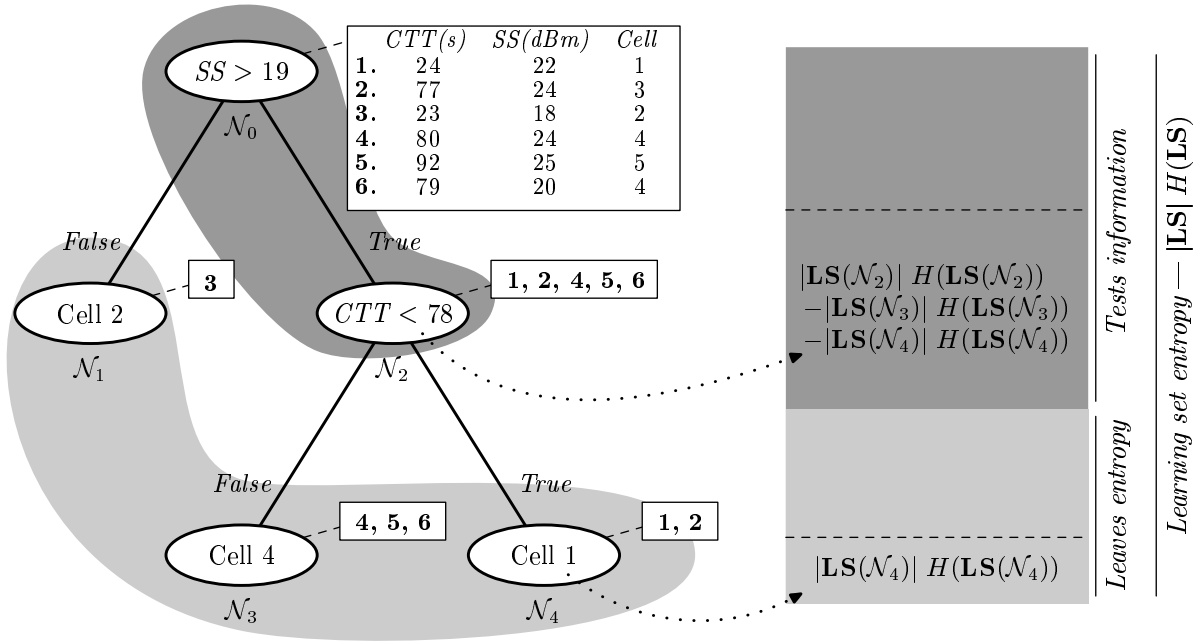 SS > 19
N₀
CTT(s) SS(dBm) Cell
1. 24 22 1
2. 77 24 3
3. 23 18 2
4. 80 24 4
5. 92 25 5
6. 79 20 4
False
True
Cell 2
N₁
3
CTT < 78
N₂
1, 2, 4, 5, 6
False
True
Cell 4
N₃
4, 5, 6
Cell 1
N₄
1, 2
|LS(N₂)| H(LS(N₂))
−|LS(N₃)| H(LS(N₃))
−|LS(N₄)| H(LS(N₄))
|LS(N₄)| H(LS(N₄))
Tests information
Leaves entropy
Learning set entropy — |LS| H(LS)